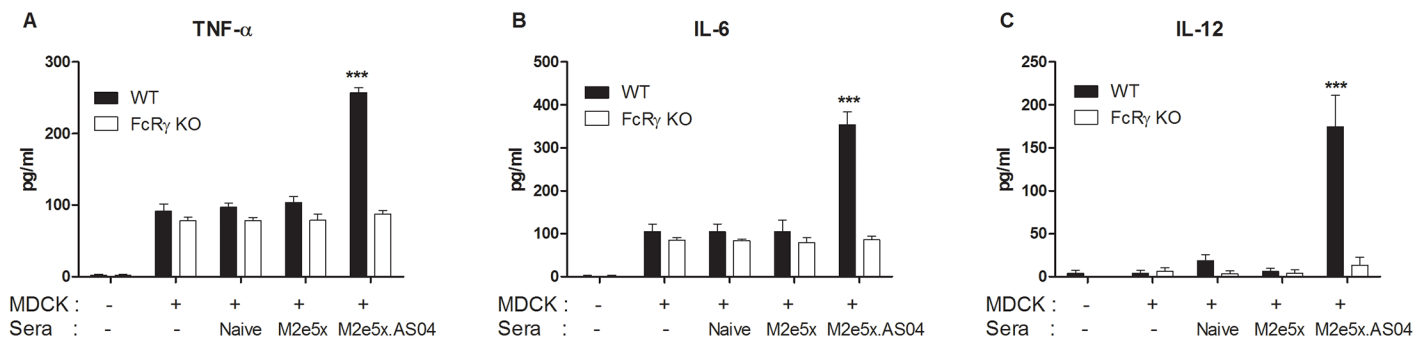 A
TNF-α
300
200
100
0
pg/ml
WT
FcRγ KO
***
MDCK : - + + + +
Sera : - - Naive M2e5x M2e5x.AS04
B
IL-6
500
400
300
200
100
0
pg/ml
WT
FcRγ KO
***
MDCK : - + + + +
Sera : - - Naive M2e5x M2e5x.AS04
C
IL-12
250
200
150
100
50
0
pg/ml
WT
FcRγ KO
***
MDCK : - + + + +
Sera : - - Naive M2e5x M2e5x.AS04